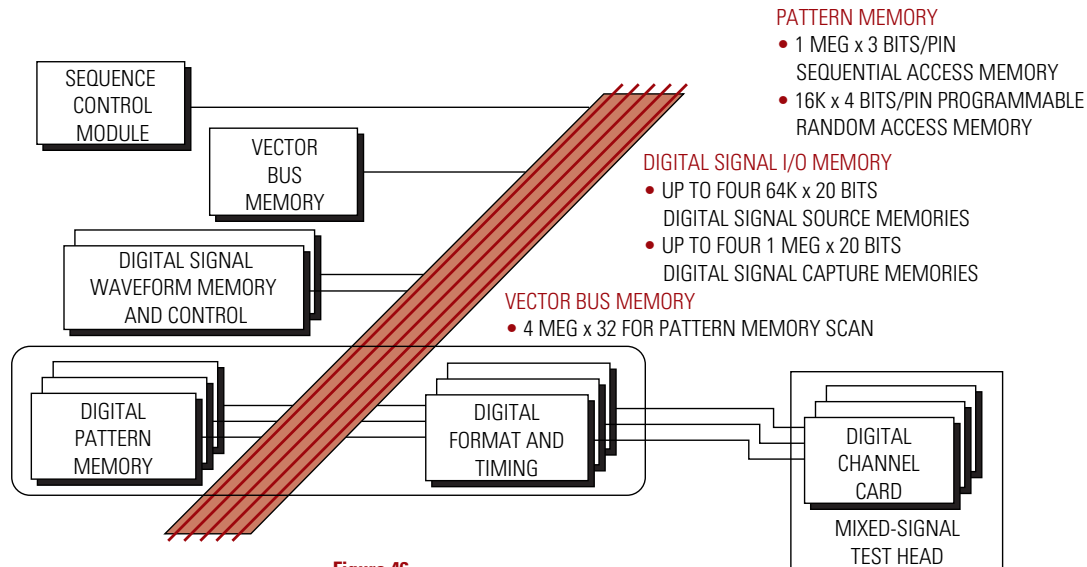 PATTERN MEMORY
• 1 MEG x 3 BITS/PIN
SEQUENTIAL ACCESS MEMORY
• 16K x 4 BITS/PIN PROGRAMMABLE
RANDOM ACCESS MEMORY
SEQUENCE
CONTROL
MODULE
VECTOR
BUS
MEMORY
DIGITAL SIGNAL I/O MEMORY
• UP TO FOUR 64K x 20 BITS
DIGITAL SIGNAL SOURCE MEMORIES
• UP TO FOUR 1 MEG x 20 BITS
DIGITAL SIGNAL CAPTURE MEMORIES
DIGITAL SIGNAL
WAVEFORM MEMORY
AND CONTROL
VECTOR BUS MEMORY
• 4 MEG x 32 FOR PATTERN MEMORY SCAN
DIGITAL
PATTERN
MEMORY
DIGITAL
FORMAT AND
TIMING
DIGITAL
CHANNEL
CARD
MIXED-SIGNAL
TEST HEAD